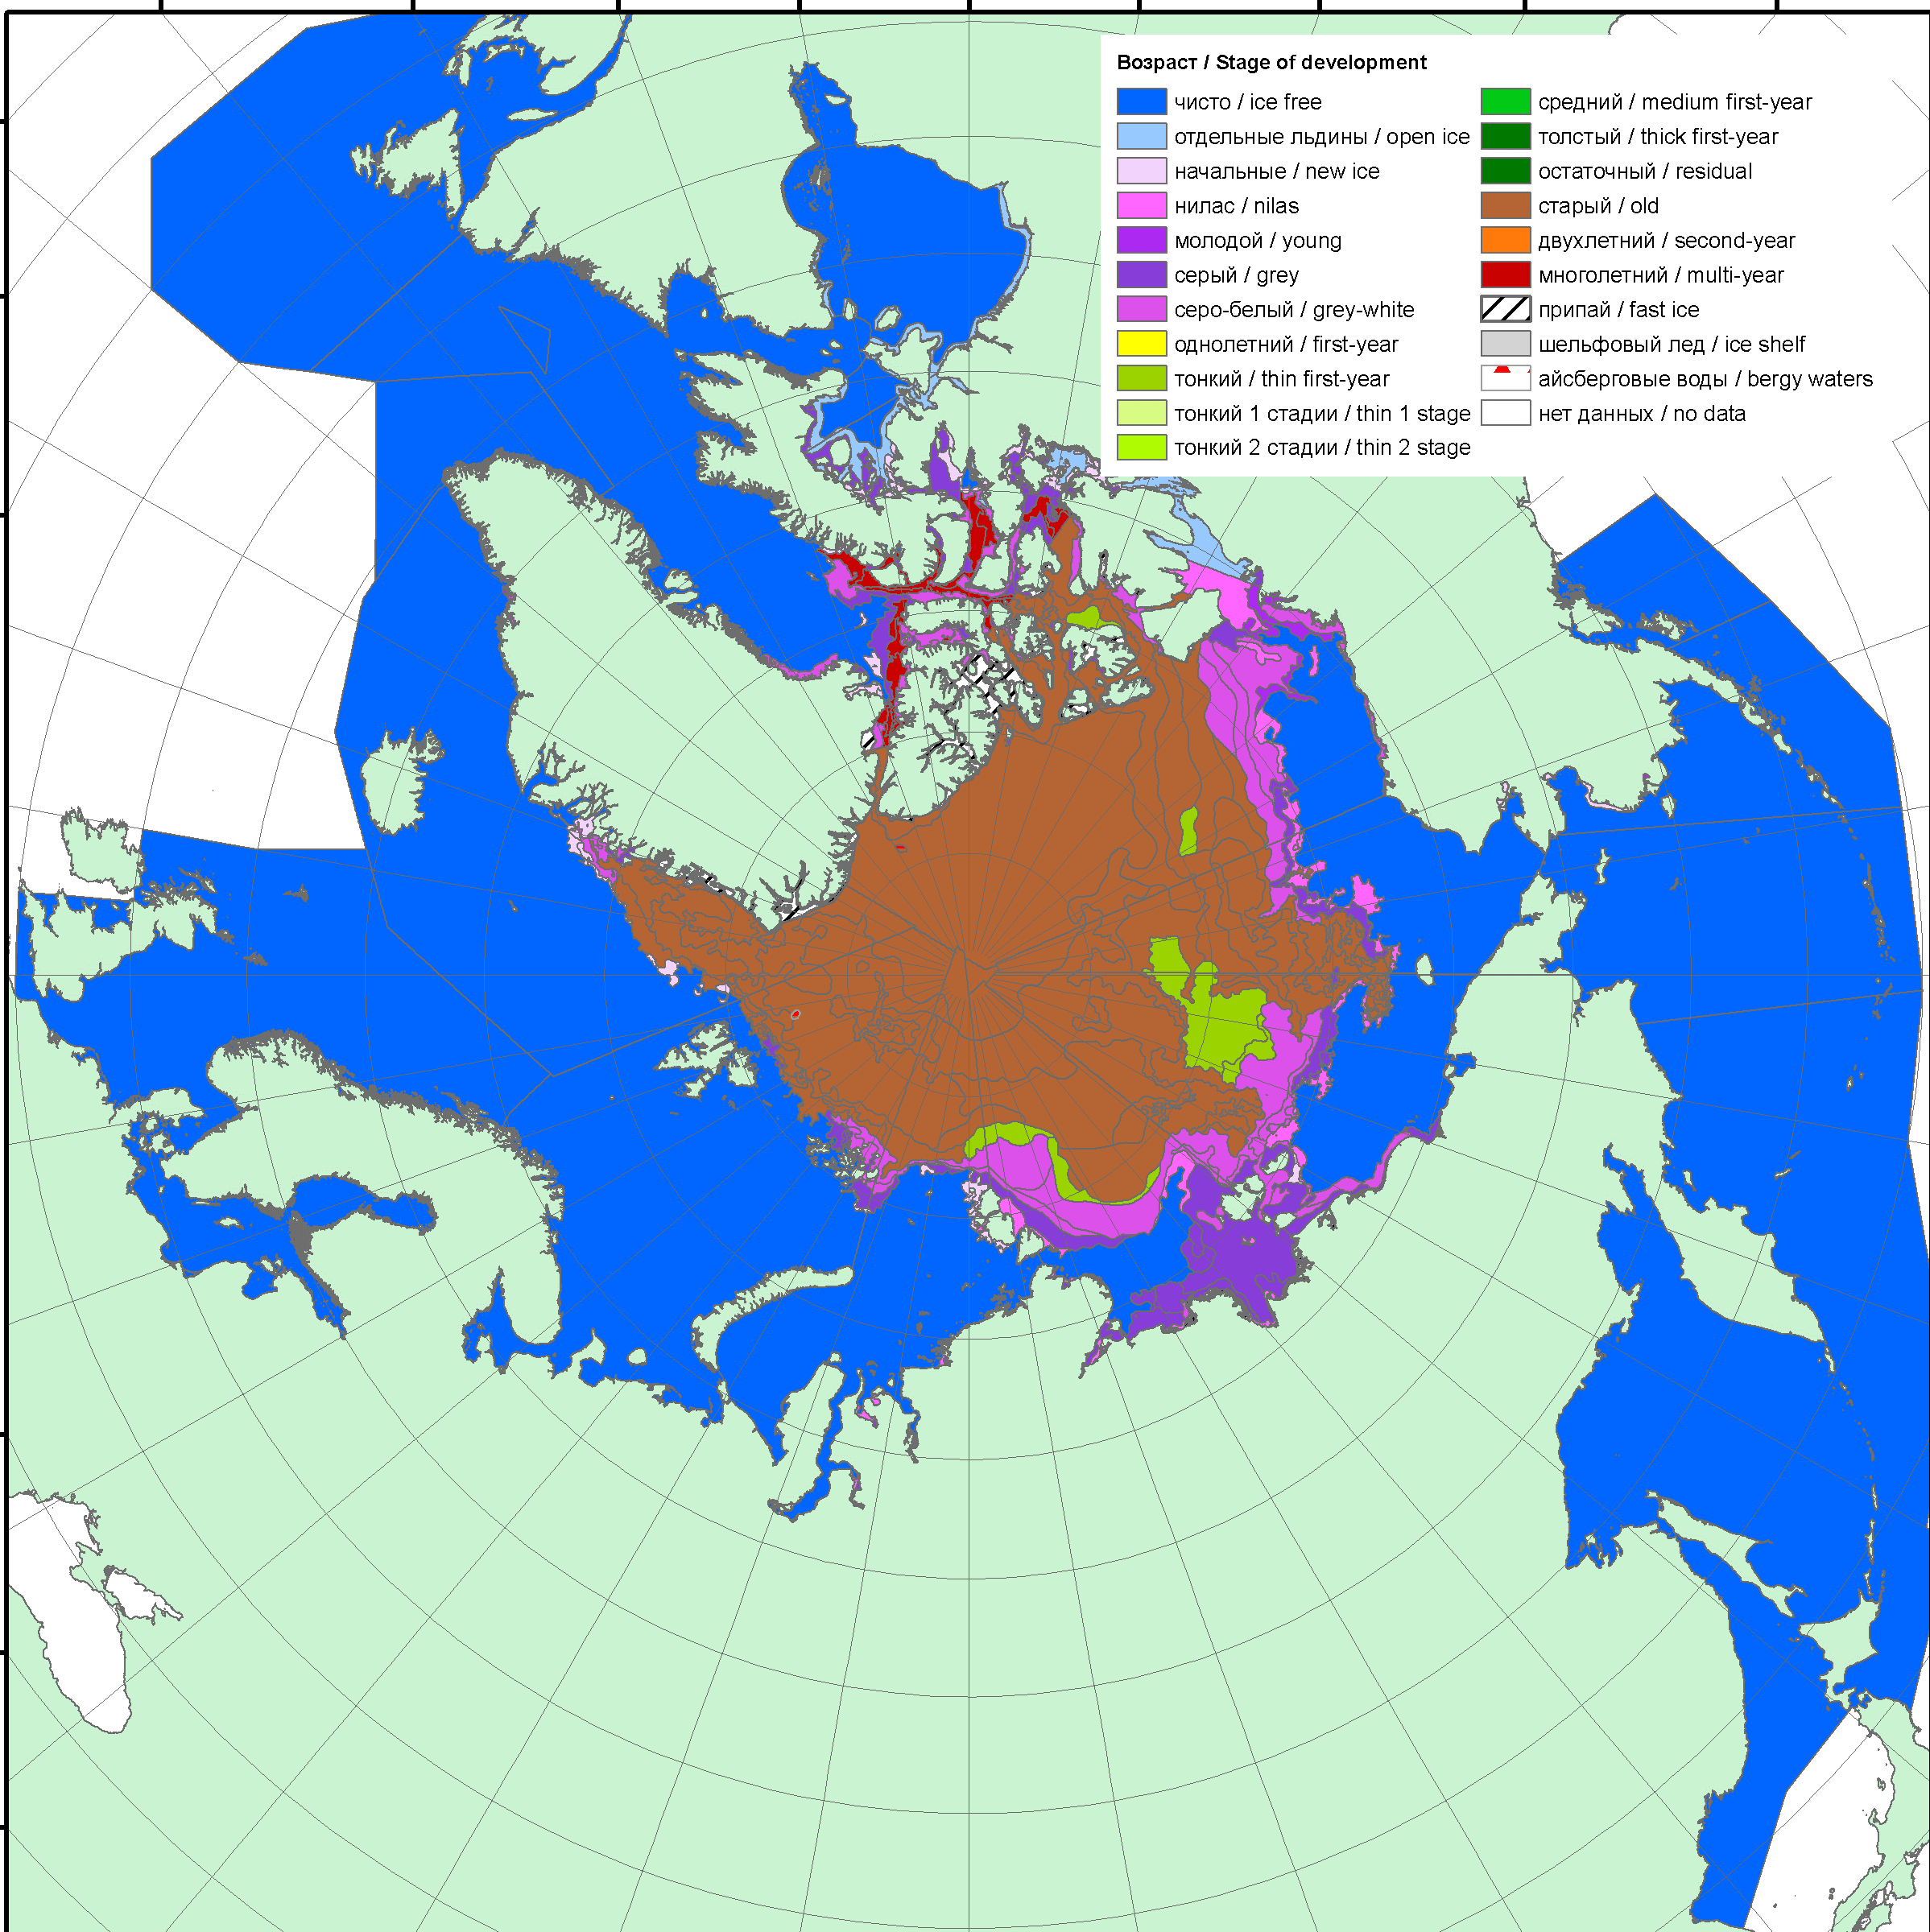 Возраст / Stage of development
чисто / ice free
отдельные льдины / open ice
начальные / new ice
нилас / nilas
молодой / young
серый / grey
серо-белый / grey-white
однолетний / first-year
тонкий / thin first-year
тонкий 1 стадии / thin 1 stage
тонкий 2 стадии / thin 2 stage
средний / medium first-year
толстый / thick first-year
остаточный / residual
старый / old
двухлетний / second-year
многолетний / multi-year
припай / fast ice
шельфовый лед / ice shelf
айсберговые воды / bergy waters
нет данных / no data